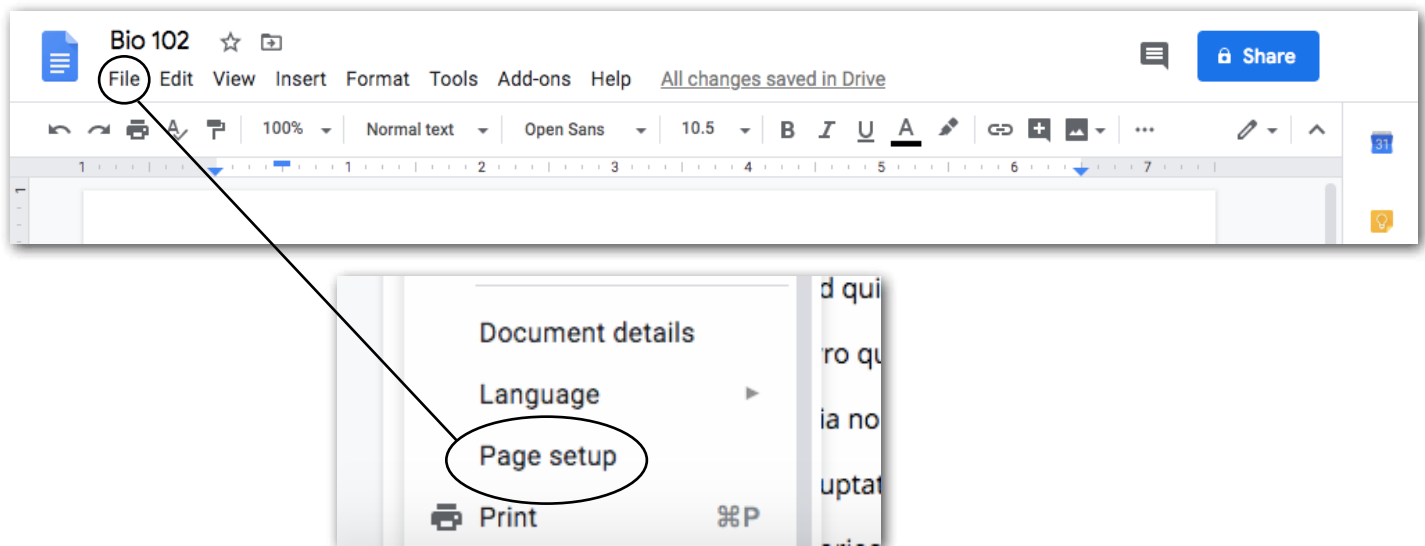 Bio 102
File Edit View Insert Format Tools Add-ons Help All changes saved in Drive
Share
100% Normal text Open Sans 10.5 B I U A
31
1 1 2 3 4 5 6 7
1
Document details
Language
Page setup
Print ⌘P
d qui
ro qu
ia no
uptat